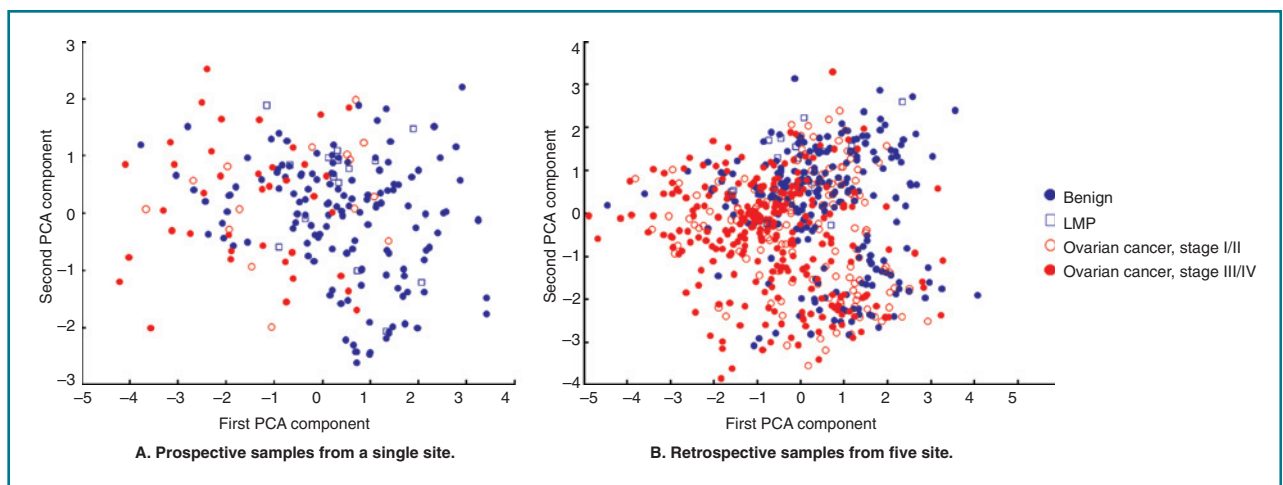 3
2
1
0
–1
–2
–3
Second PCA component
–5 –4 –3 –2 –1 0 1 2 3 4
First PCA component
A. Prospective samples from a single site.
4
3
2
1
0
–1
–2
–3
–4
Second PCA component
–5 –4 –3 –2 –1 0 1 2 3 4 5
First PCA component
B. Retrospective samples from five site.
Benign
LMP
Ovarian cancer, stage I/II
Ovarian cancer, stage III/IV